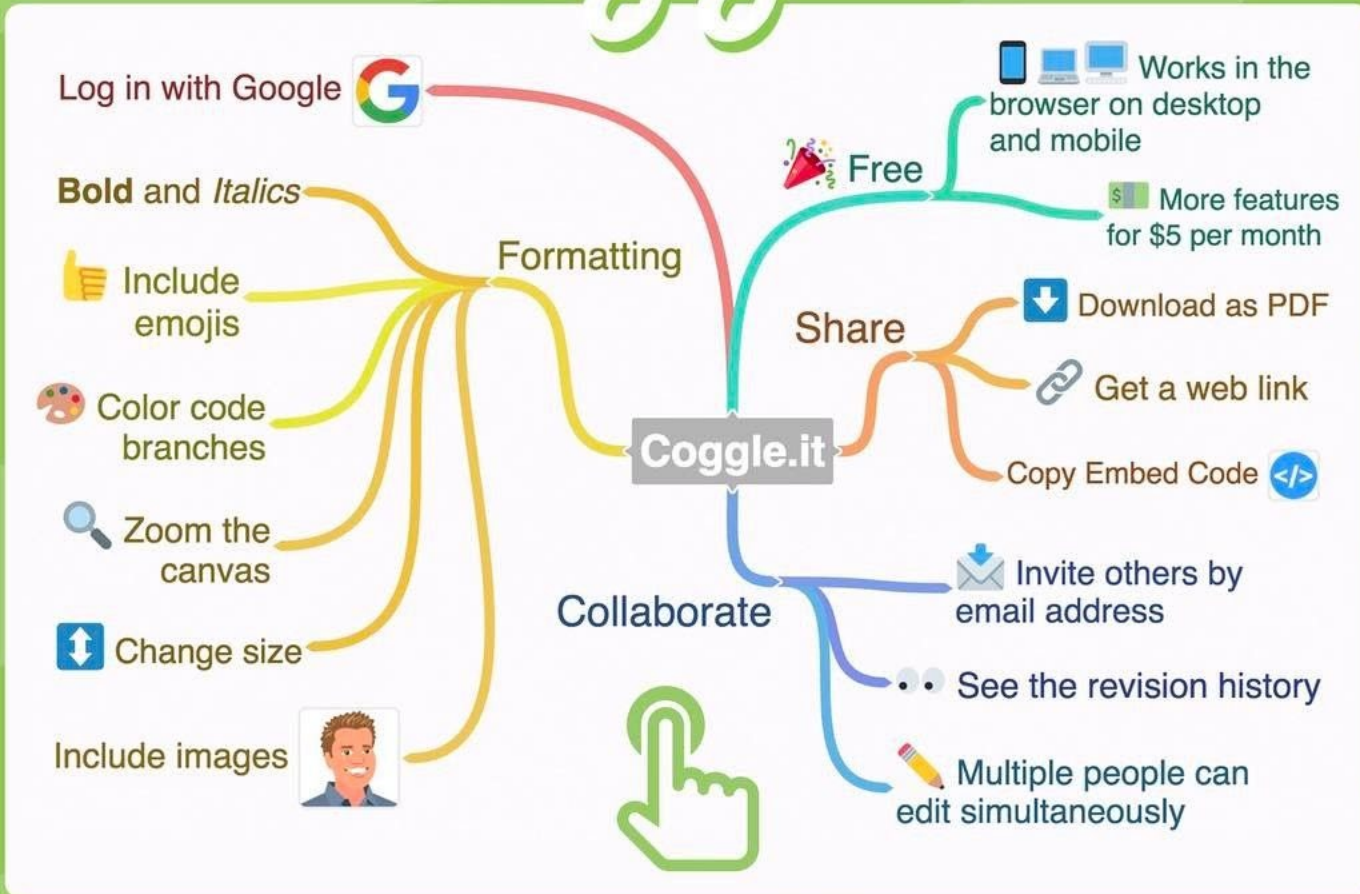 Log in with Google
Bold and Italics
Include
emojis
Color code
branches
Zoom the
canvas
Change size
Include images
Formatting
Coggle.it
Free
Works in the
browser on desktop
and mobile
More features
for $5 per month
Share
Download as PDF
Get a web link
Copy Embed Code
</>
Collaborate
Invite others by
email address
See the revision history
Multiple people can
edit simultaneously